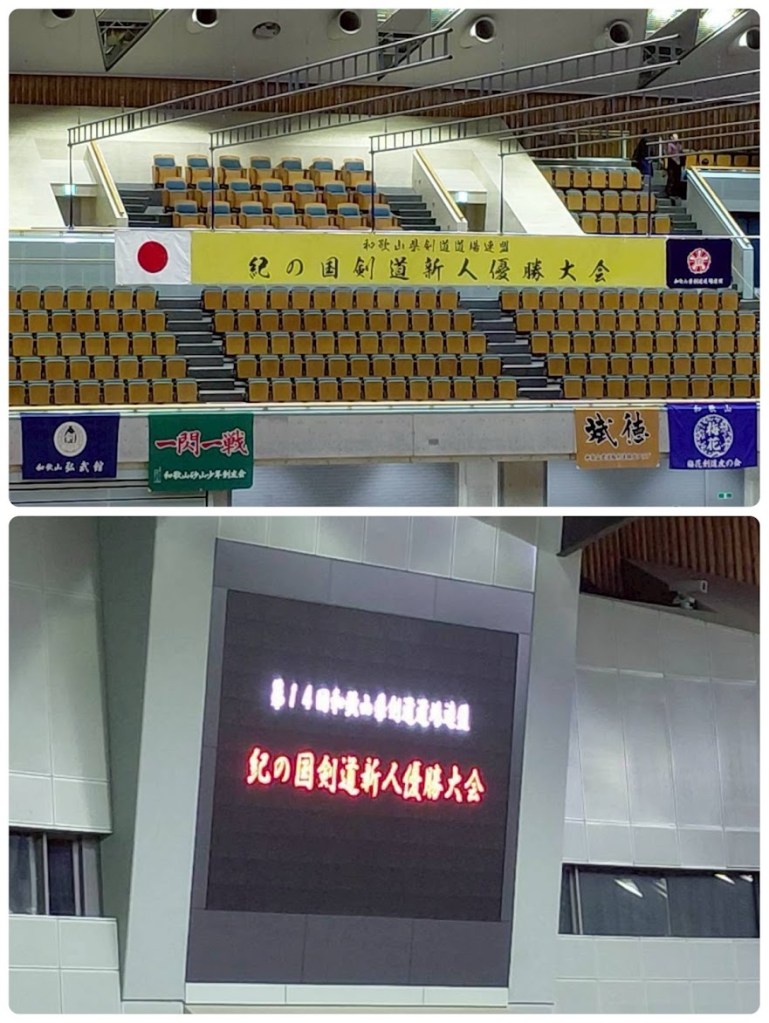 和歌山県剣道道場連盟
紀の国剣道新人優勝大会
和歌山 弘武館
一閃一戦
和歌山砂山少年剣友会
斌徳
和歌山
梅花
梅花剣道友の会
第14回和歌山県剣道道場連盟
紀の国剣道新人優勝大会